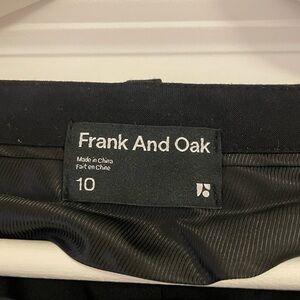 Frank And Oak
Made in China
Fait en Chine
10